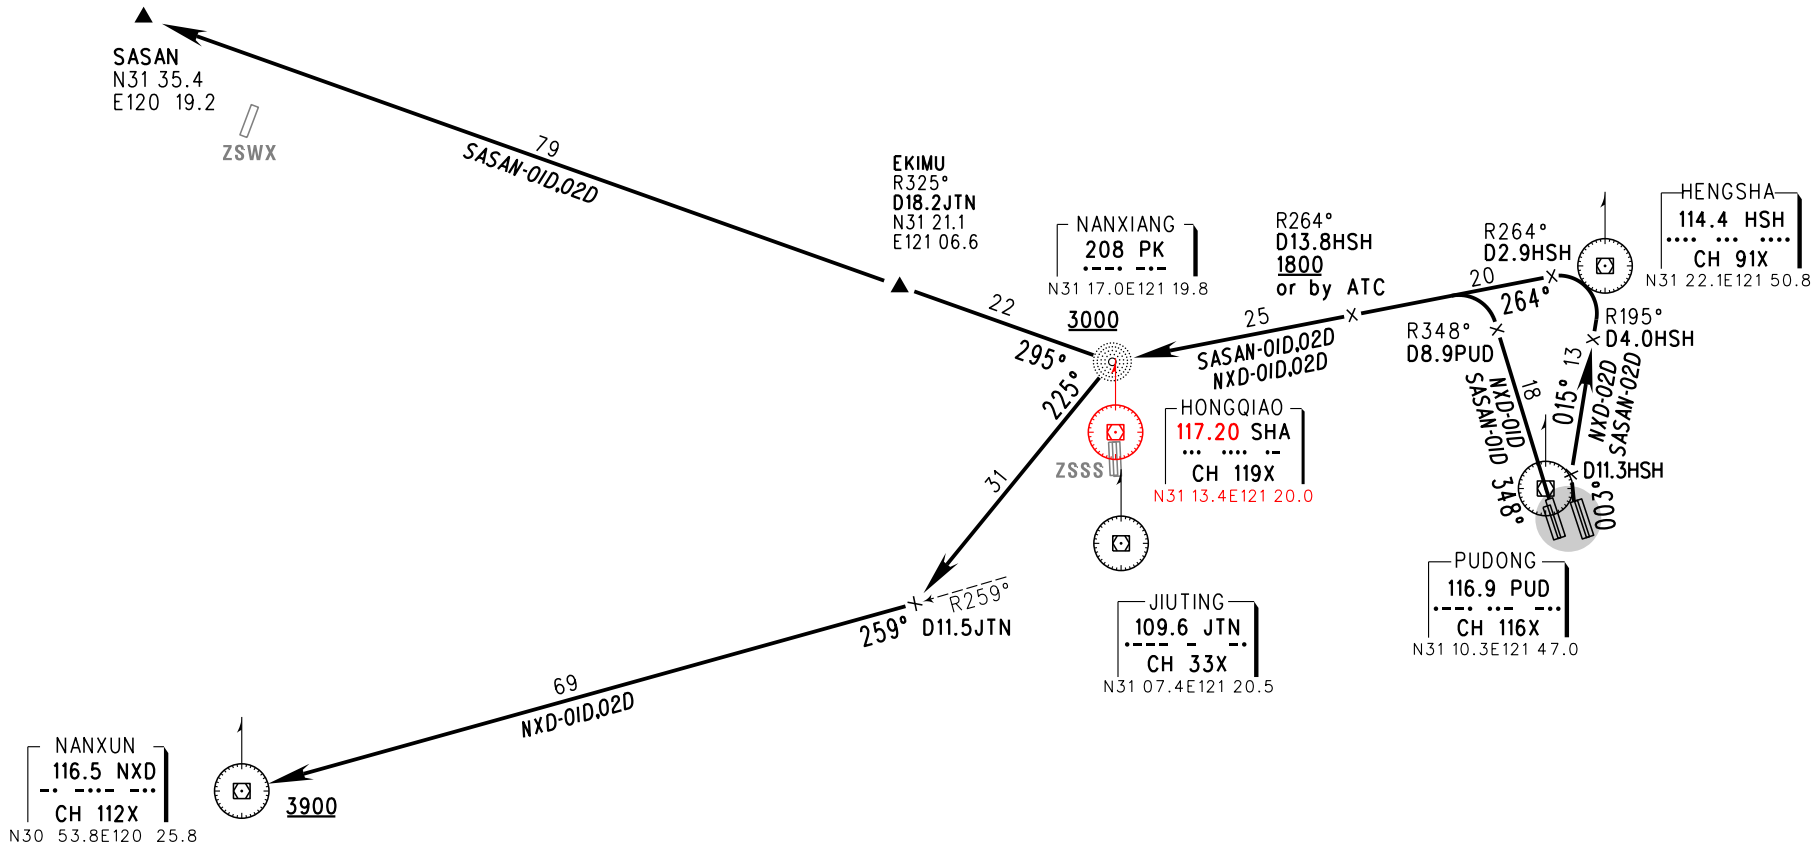 SASAN
N31 35.4
E120 19.2
ZSWX
79
SASAN-01D,02D
EKIMU
R325°
D18.2JTN
N31 21.1
E121 06.6
22
295°
NANXIANG
208 PK
N31 17.0E121 19.8
3000
225°
31
R264°
D13.8HSH
1800
or by ATC
25
SASAN-01D,02D
NXD-01D,02D
R264°
D2.9HSH
20
264°
HENGSHA
114.4 HSH
CH 91X
N31 22.1E121 50.8
R348°
D8.9PUD
R195°
D4.0HSH
13
015°
NXD-02D
SASAN-02D
18
NXD-01D
SASAN-01D
348°
D11.3HSH
003°
HONGQIAO
117.20 SHA
CH 119X
N31 13.4E121 20.0
ZSSS
PUDONG
116.9 PUD
CH 116X
N31 10.3E121 47.0
JIUTING
109.6 JTN
CH 33X
N31 07.4E121 20.5
R259°
259° D11.5JTN
69
NXD-01D,02D
NANXUN
116.5 NXD
CH 112X
N30 53.8E120 25.8
3900